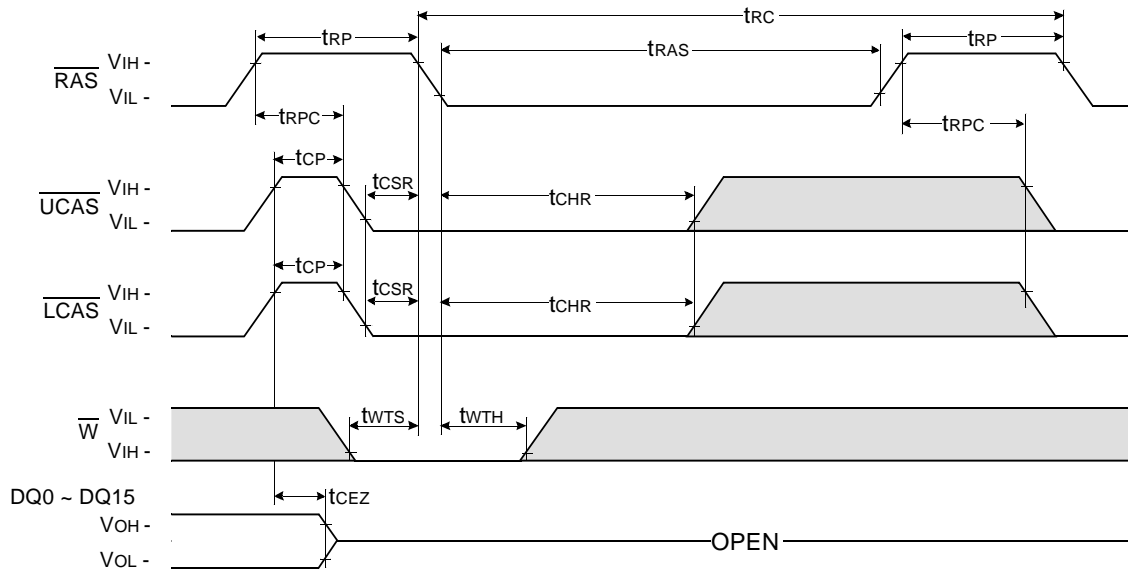 tRC
tRP
tRAS
tRP
RAS
VIH -
VIL -
tRPC
tRPC
tCP
tCSR
tCHR
UCAS
VIH -
VIL -
tCP
tCSR
tCHR
LCAS
VIH -
VIL -
tWTS
tWTH
W
VIL -
VIH -
DQ0 ~ DQ15
tCEZ
VOH -
VOL -
OPEN